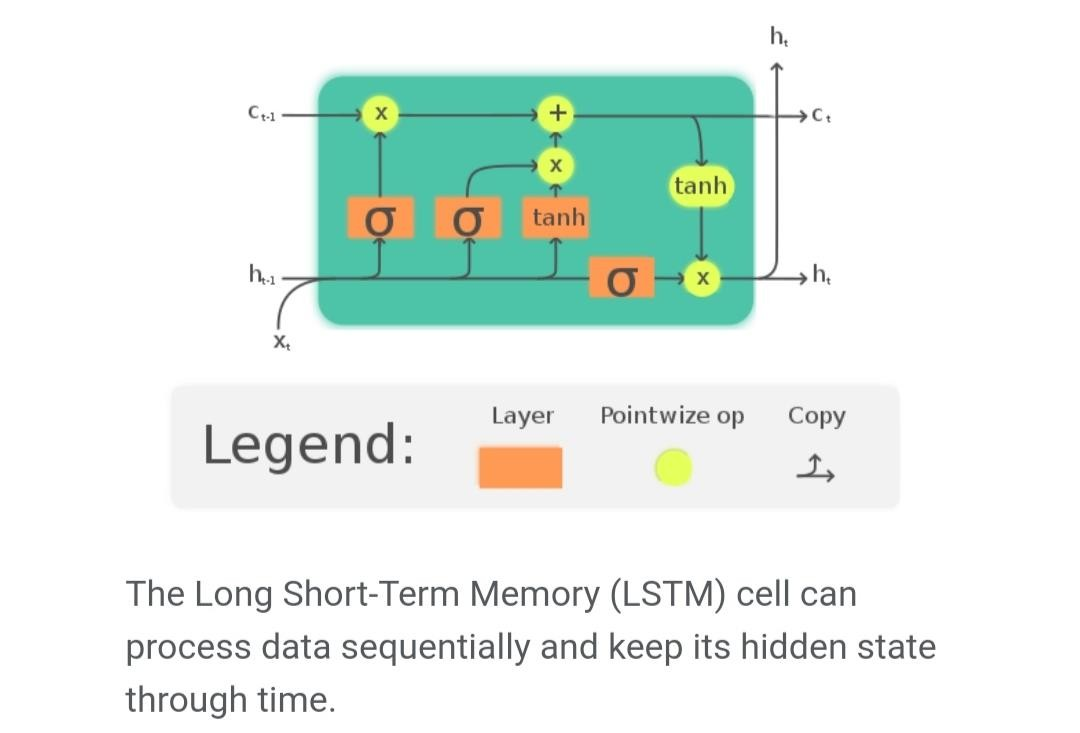 hₜ
Cₜ₋₁ x + Cₜ
x
tanh
σ σ tanh
hₜ₋₁ σ x hₜ
Xₜ
Legend:
Layer Pointwize op Copy
The Long Short-Term Memory (LSTM) cell can
process data sequentially and keep its hidden state
through time.